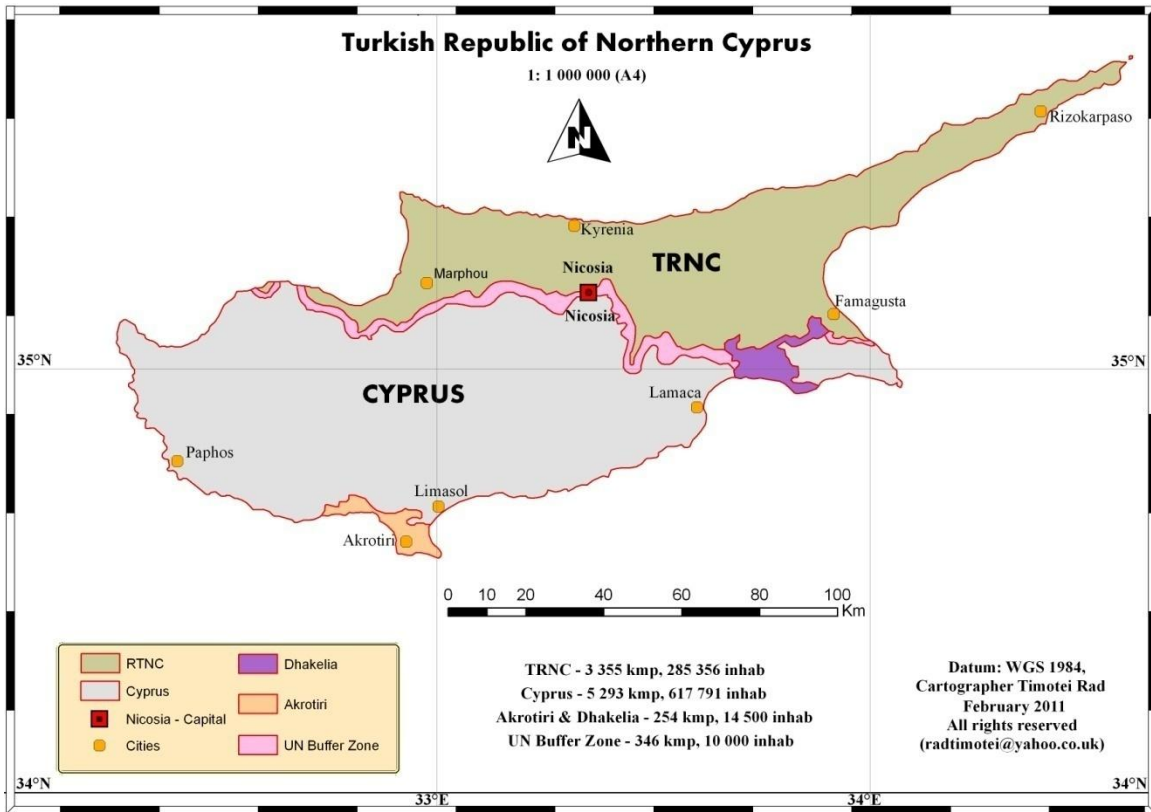 Turkish Republic of Northern Cyprus
1: 1 000 000 (A4)
N
Rizokarpaso
Kyrenia
TRNC
Marphou
Nicosia
Nicosia
Famagusta
35°N
35°N
CYPRUS
Lamaca
Paphos
Limasol
Akrotiri
0 10 20 40 60 80 100
Km
RTNC
Cyprus
Nicosia - Capital
Cities
Dhakelia
Akrotiri
UN Buffer Zone
TRNC - 3 355 kmp, 285 356 inhab
Cyprus - 5 293 kmp, 617 791 inhab
Akrotiri & Dhakelia - 254 kmp, 14 500 inhab
UN Buffer Zone - 346 kmp, 10 000 inhab
Datum: WGS 1984,
Cartographer Timotei Rad
February 2011
All rights reserved
(radtimotei@yahoo.co.uk)
34°N
34°N
33°E
34°E